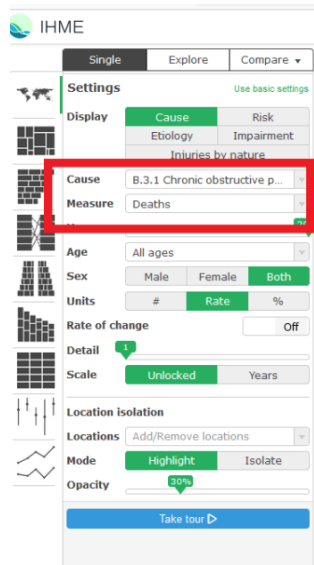 IHME
Single Explore Compare
Settings Use basic settings
Display Cause Risk
Etiology Impairment
Injuries by nature
Cause B.3.1 Chronic obstructive p...
Measure Deaths
Age All ages
Sex Male Female Both
Units # Rate %
Rate of change Off
Detail 1
Scale Unlocked Years
Location isolation
Locations Add/Remove locations
Mode Highlight Isolate
Opacity 30%
Take tour